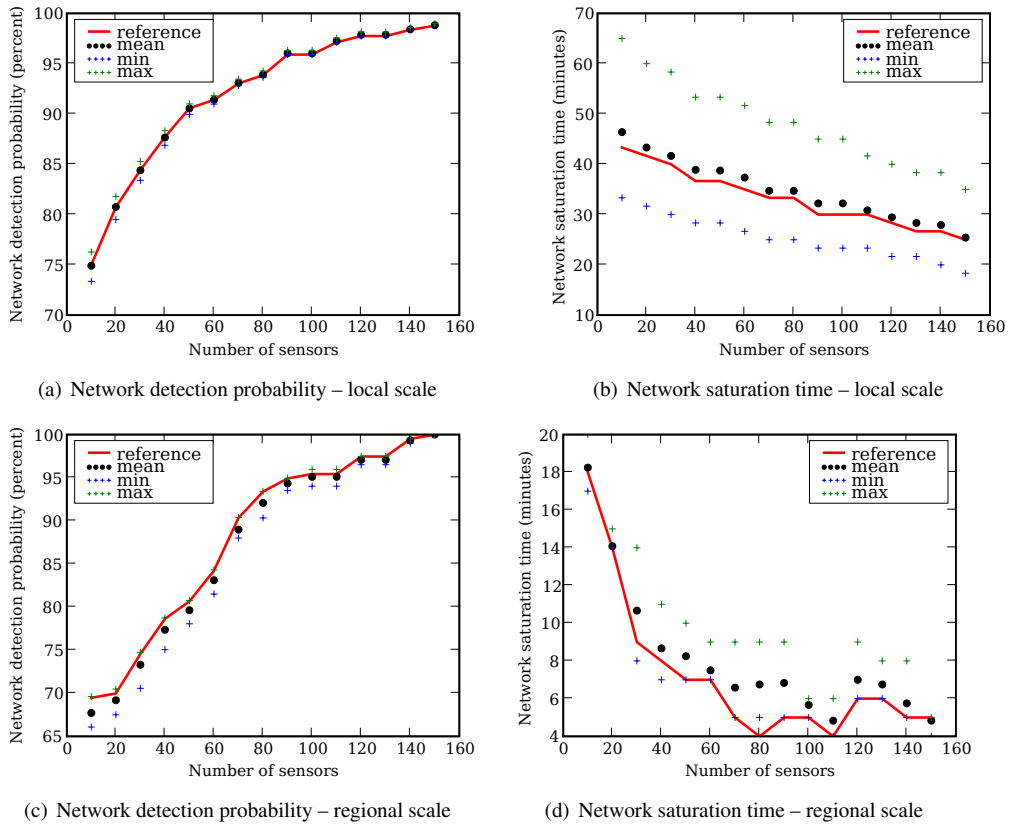 Network detection probability (percent)
100
95
90
85
80
75
70
0
20
40
60
80
100
120
140
160
Number of sensors
reference
mean
min
max
(a) Network detection probability – local scale
Network saturation time (minutes)
70
60
50
40
30
20
10
0
20
40
60
80
100
120
140
160
Number of sensors
reference
mean
min
max
(b) Network saturation time – local scale
Network detection probability (percent)
100
95
90
85
80
75
70
65
0
20
40
60
80
100
120
140
160
Number of sensors
reference
mean
min
max
(c) Network detection probability – regional scale
Network saturation time (minutes)
20
18
16
14
12
10
8
6
4
0
20
40
60
80
100
120
140
160
Number of sensors
reference
mean
min
max
(d) Network saturation time – regional scale